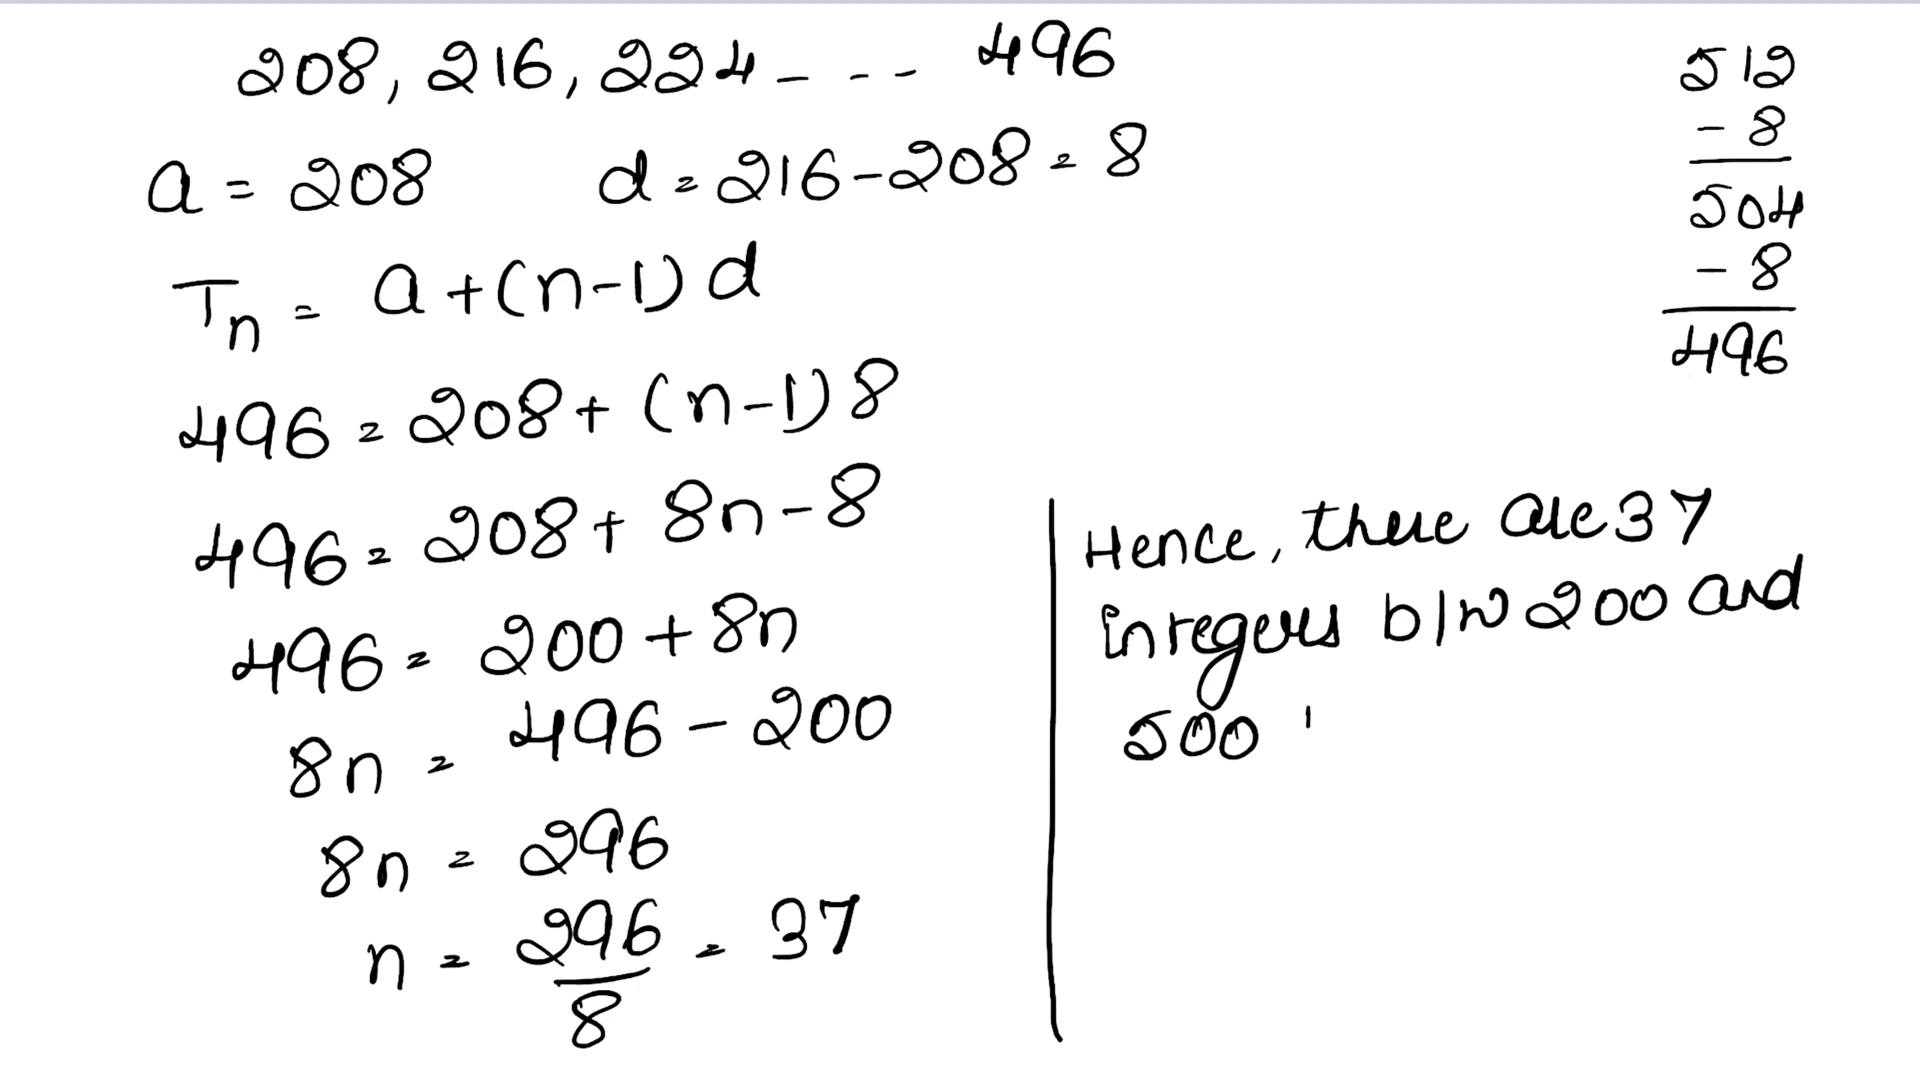 208, 216, 224 - - - 496
a = 208 d = 216 - 208 = 8
Tn = a + (n-1) d
496 = 208 + (n-1) 8
496 = 208 + 8n - 8
496 = 200 + 8n
8n = 496 - 200
8n = 296
n = 296/8 = 37
512
- 8
504
- 8
496
Hence, there are 37
integers b/w 200 and
500 '